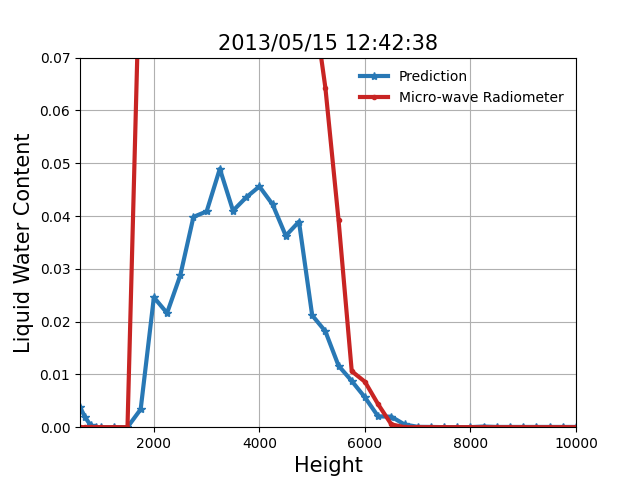 2013/05/15 12:42:38
Prediction
Micro-wave Radiometer
Liquid Water Content
0.07
0.06
0.05
0.04
0.03
0.02
0.01
0.00
2000 4000 6000 8000 10000
Height